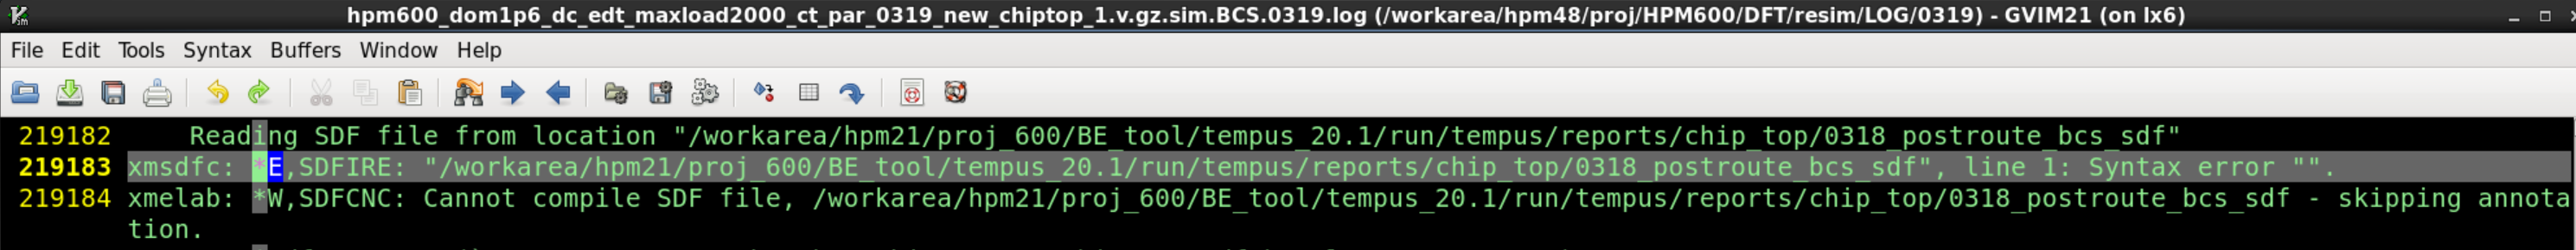 hpm600_dom1p6_dc_edt_maxload2000_ct_par_0319_new_chiptop_1.v.gz.sim.BCS.0319.log (/workarea/hpm48/proj/HPM600/DFT/resim/LOG/0319) - GVIM21 (on lx6)
File Edit Tools Syntax Buffers Window Help
219182 Reading SDF file from location "/workarea/hpm21/proj_600/BE_tool/tempus_20.1/run/tempus/reports/chip_top/0318_postroute_bcs_sdf"
219183 xmsdfc: *E,SDFIRE: "/workarea/hpm21/proj_600/BE_tool/tempus_20.1/run/tempus/reports/chip_top/0318_postroute_bcs_sdf", line 1: Syntax error "".
219184 xmelab: *W,SDFCNC: Cannot compile SDF file, /workarea/hpm21/proj_600/BE_tool/tempus_20.1/run/tempus/reports/chip_top/0318_postroute_bcs_sdf - skipping annota
tion.